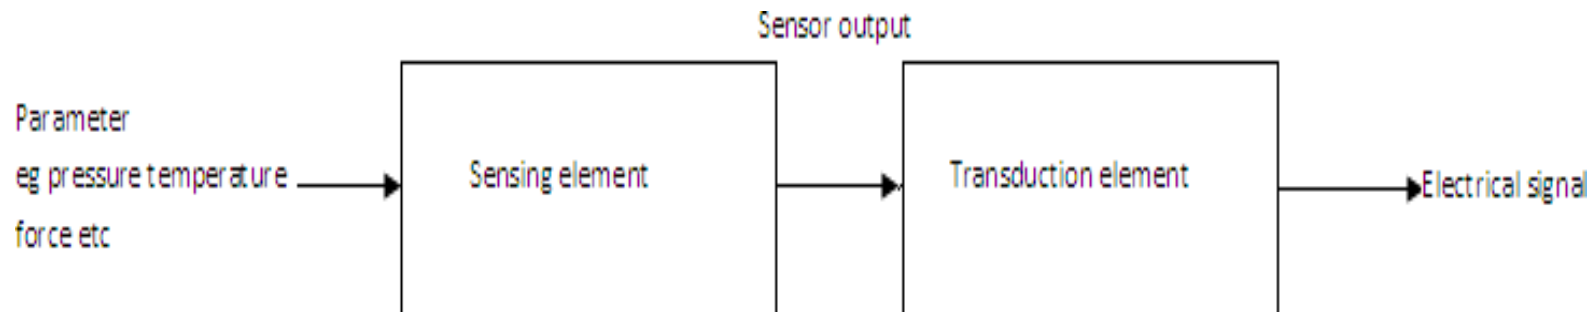 Sensor output
Parameter
eg pressure temperature
force etc
Sensing element
Transduction element
Electrical signal